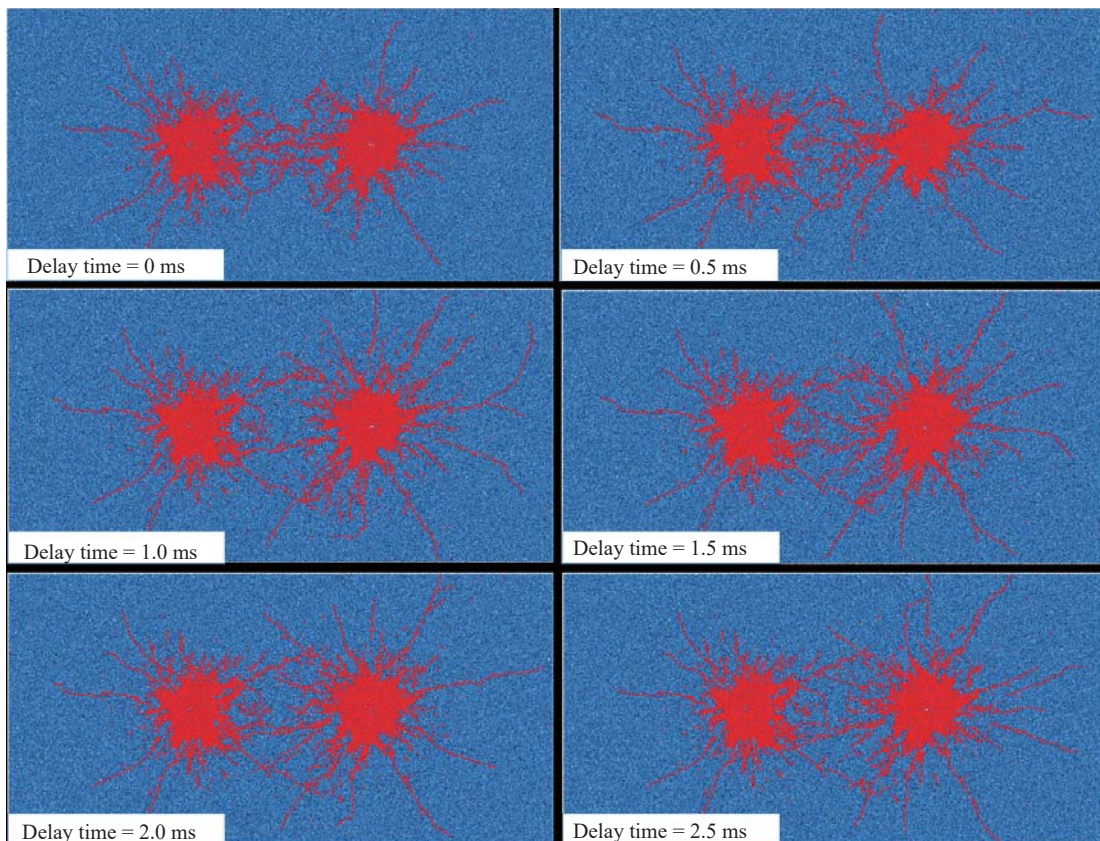 Delay time = 0 ms
Delay time = 0.5 ms
Delay time = 1.0 ms
Delay time = 1.5 ms
Delay time = 2.0 ms
Delay time = 2.5 ms